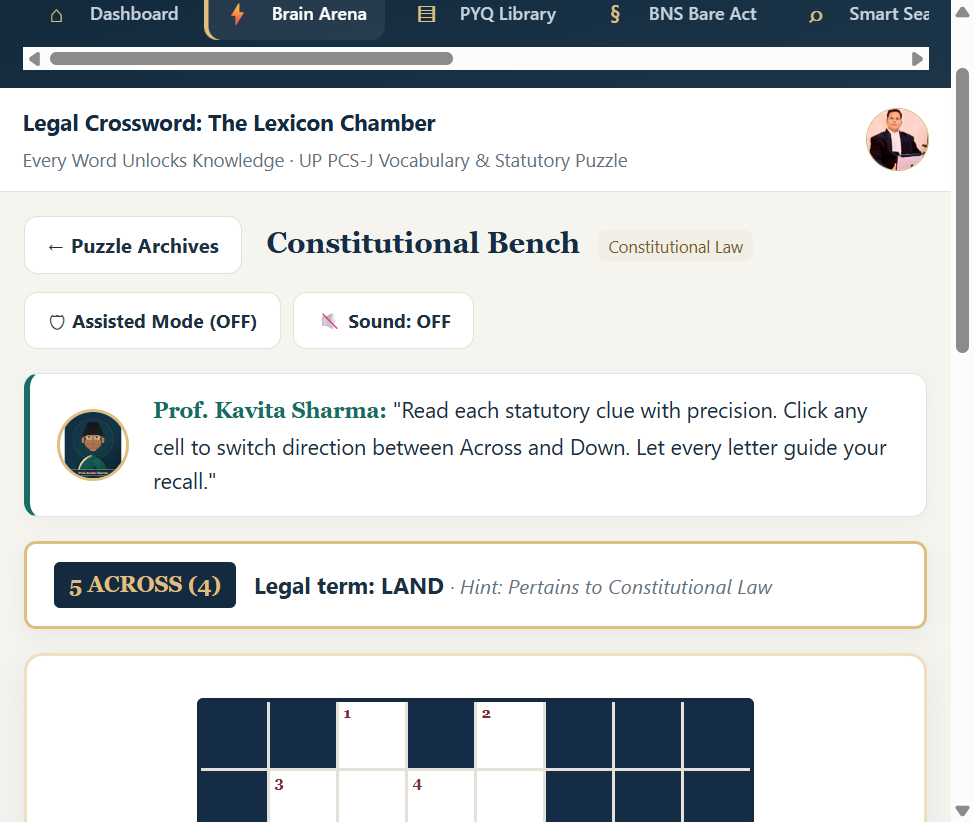 Dashboard
Brain Arena
PYQ Library
§ BNS Bare Act
Smart Sea
Legal Crossword: The Lexicon Chamber
Every Word Unlocks Knowledge · UP PCS-J Vocabulary & Statutory Puzzle
← Puzzle Archives
Constitutional Bench
Constitutional Law
Assisted Mode (OFF)
Sound: OFF
Prof. Kavita Sharma: "Read each statutory clue with precision. Click any
cell to switch direction between Across and Down. Let every letter guide your
recall."
5 ACROSS (4)
Legal term: LAND · Hint: Pertains to Constitutional Law
1
2
3
4